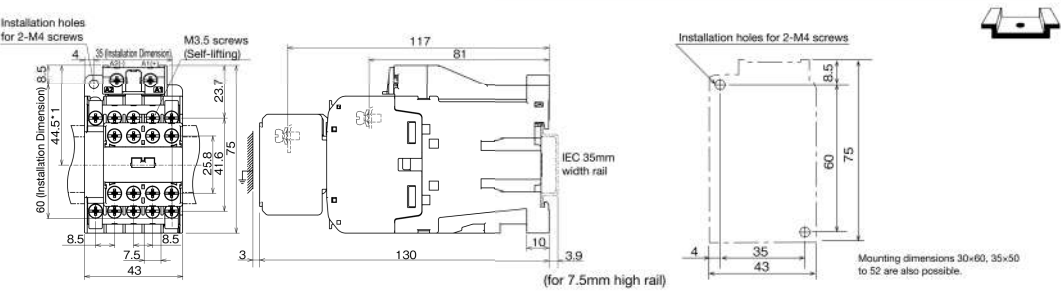 Installation holes
for 2-M4 screws
4
35 (Installation Dimension)
M3.5 screws
(Self-lifting)
A2(-)
A1(+)
A2
A1
8.5
60 (Installation Dimension)
44.5*1
23.7
25.8
41.6
75
8.5
8.5
7.5
43
117
81
IEC 35mm
width rail
10
3
130
3.9
(for 7.5mm high rail)
Installation holes for 2-M4 screws
8.5
60
75
4
35
43
Mounting dimensions 30×60, 35×50
to 52 are also possible.